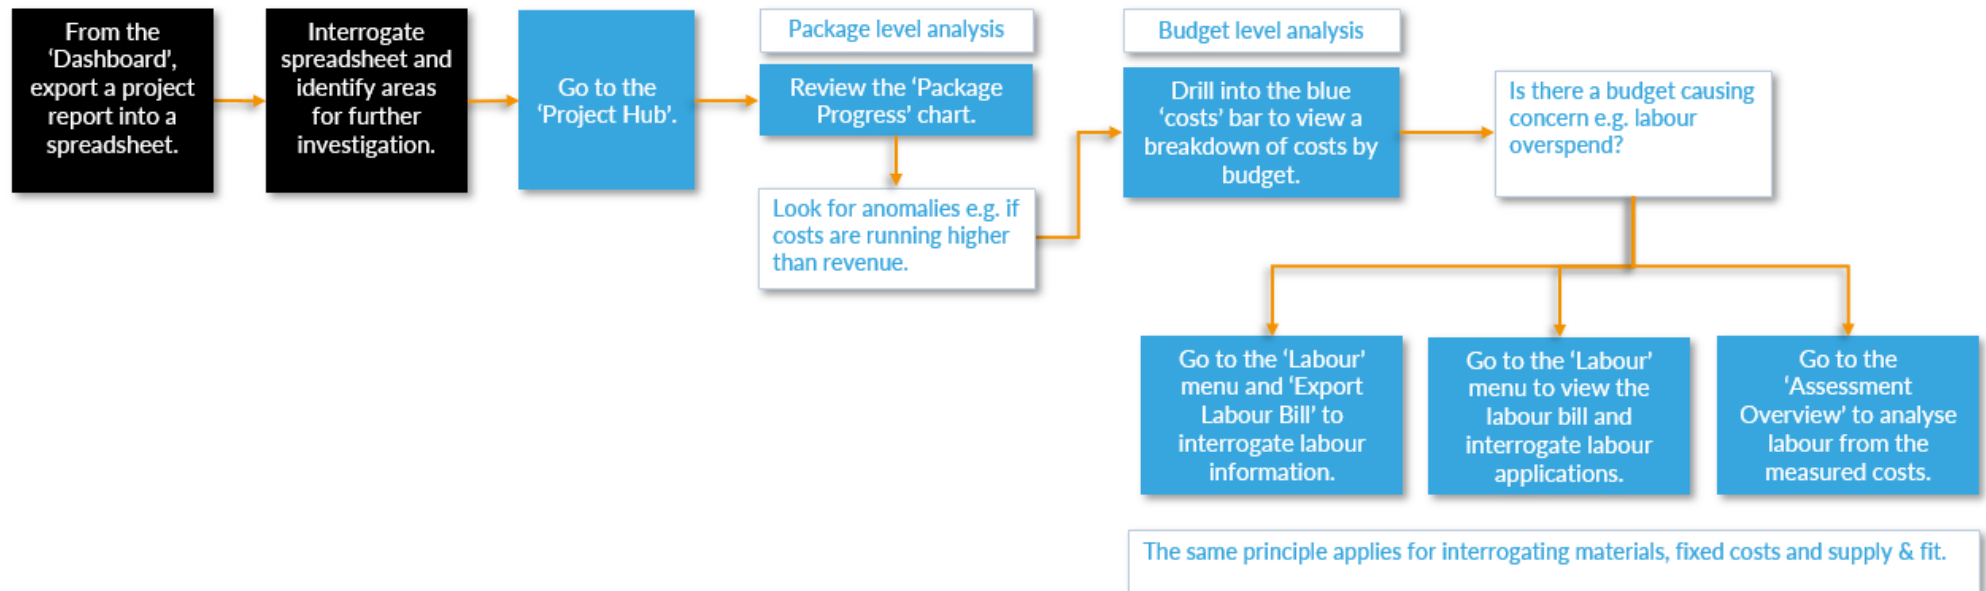 From the
‘Dashboard’,
export a project
report into a
spreadsheet.
Interrogate
spreadsheet and
identify areas
for further
investigation.
Go to the
‘Project Hub’.
Package level analysis
Review the ‘Package
Progress’ chart.
Look for anomalies e.g. if
costs are running higher
than revenue.
Budget level analysis
Drill into the blue
‘costs’ bar to view a
breakdown of costs by
budget.
Is there a budget causing
concern e.g. labour
overspend?
Go to the ‘Labour’
menu and ‘Export
Labour Bill’ to
interrogate labour
information.
Go to the ‘Labour’
menu to view the
labour bill and
interrogate labour
applications.
Go to the
‘Assessment
Overview’ to analyse
labour from the
measured costs.
The same principle applies for interrogating materials, fixed costs and supply & fit.